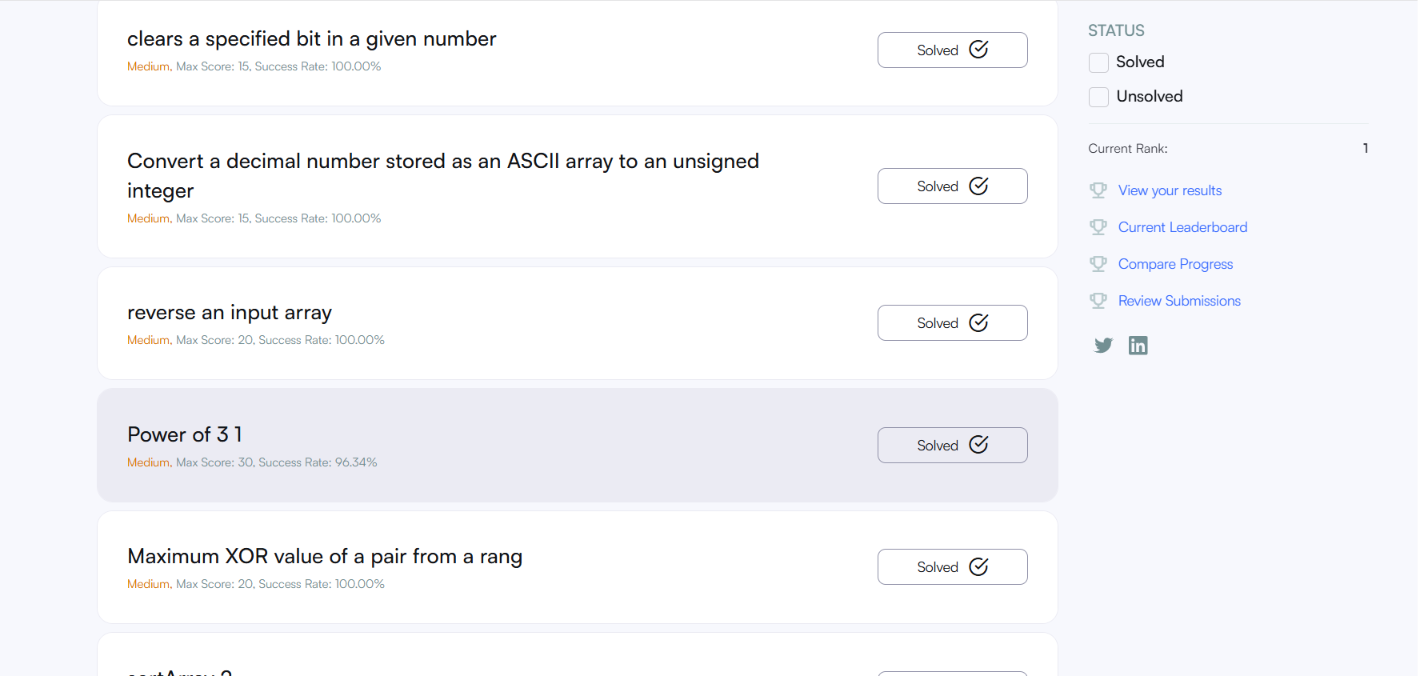 clears a specified bit in a given number
Medium, Max Score: 15, Success Rate: 100.00%
Solved
Convert a decimal number stored as an ASCII array to an unsigned
integer
Medium, Max Score: 15, Success Rate: 100.00%
Solved
reverse an input array
Medium, Max Score: 20, Success Rate: 100.00%
Solved
Power of 3 1
Medium, Max Score: 30, Success Rate: 96.34%
Solved
Maximum XOR value of a pair from a rang
Medium, Max Score: 20, Success Rate: 100.00%
Solved
STATUS
Solved
Unsolved
Current Rank: 1
View your results
Current Leaderboard
Compare Progress
Review Submissions
in